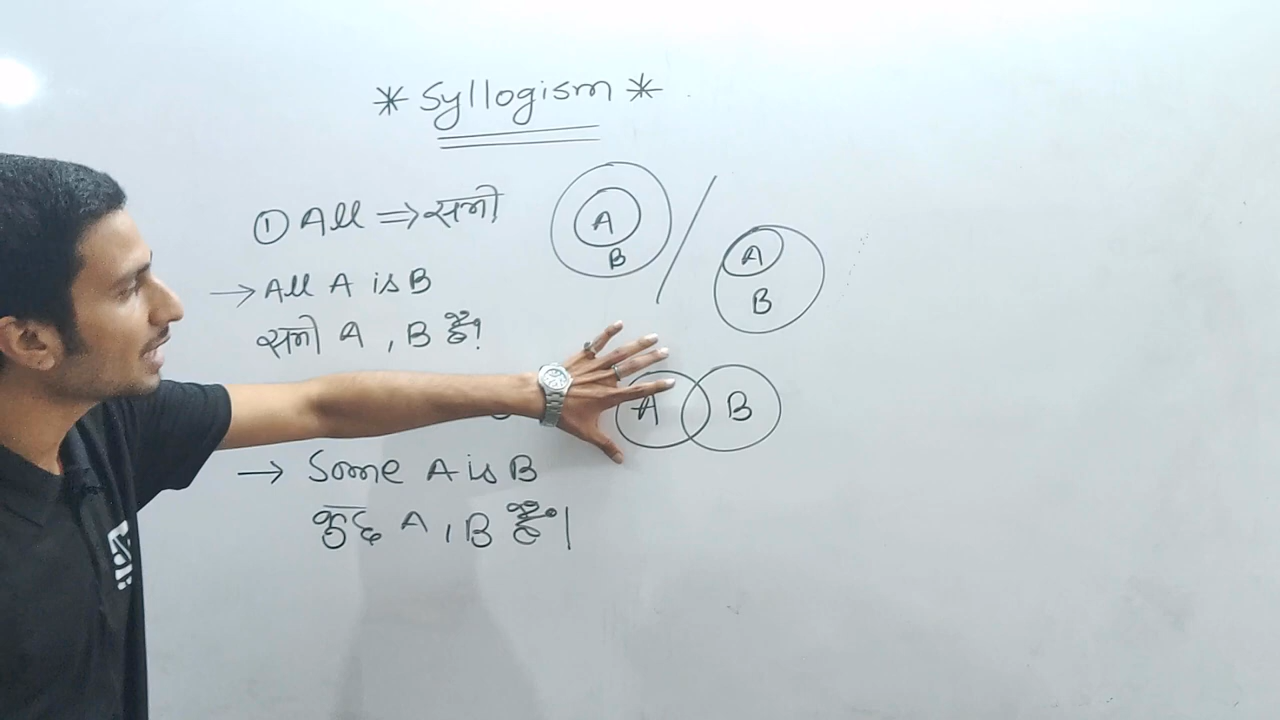 * Syllogism *
① All ⇒ सभी
A
B
A
B
→ All A is B
सभी A , B है।
A
B
→ Some A is B
कुछ A , B है।